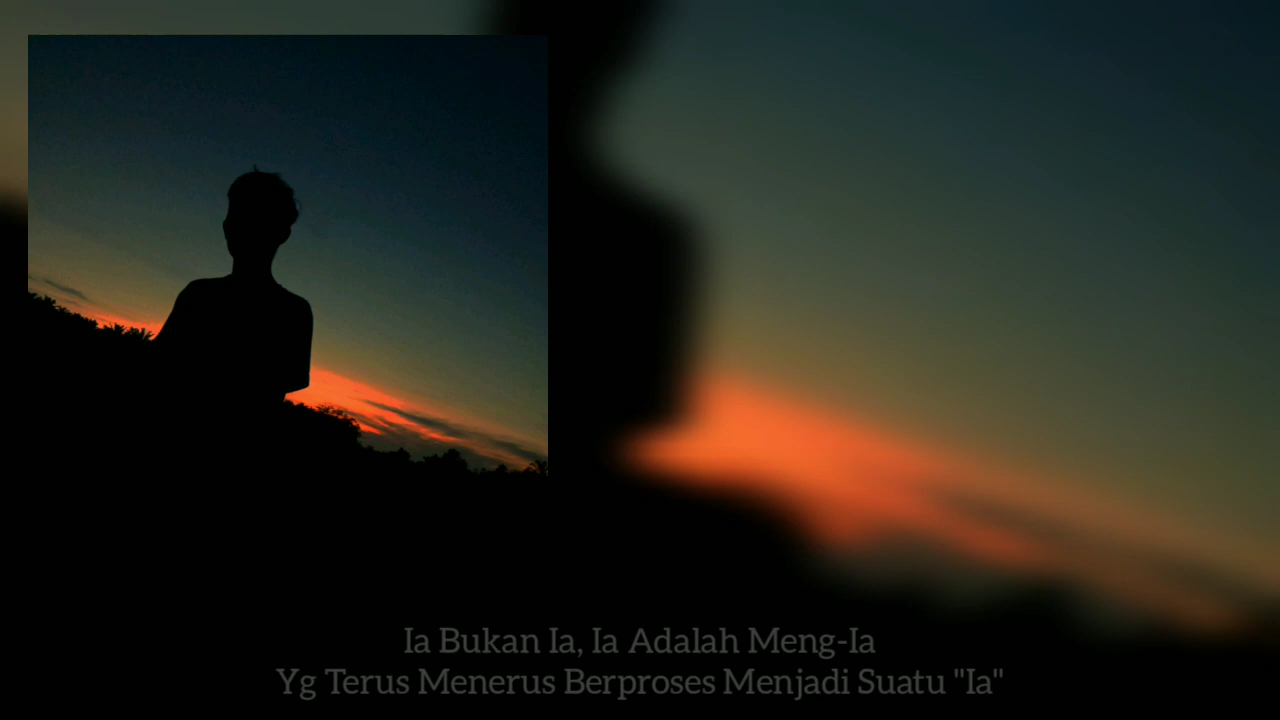 Ia Bukan Ia, Ia Adalah Meng-Ia
Yg Terus Menerus Berproses Menjadi Suatu "Ia"